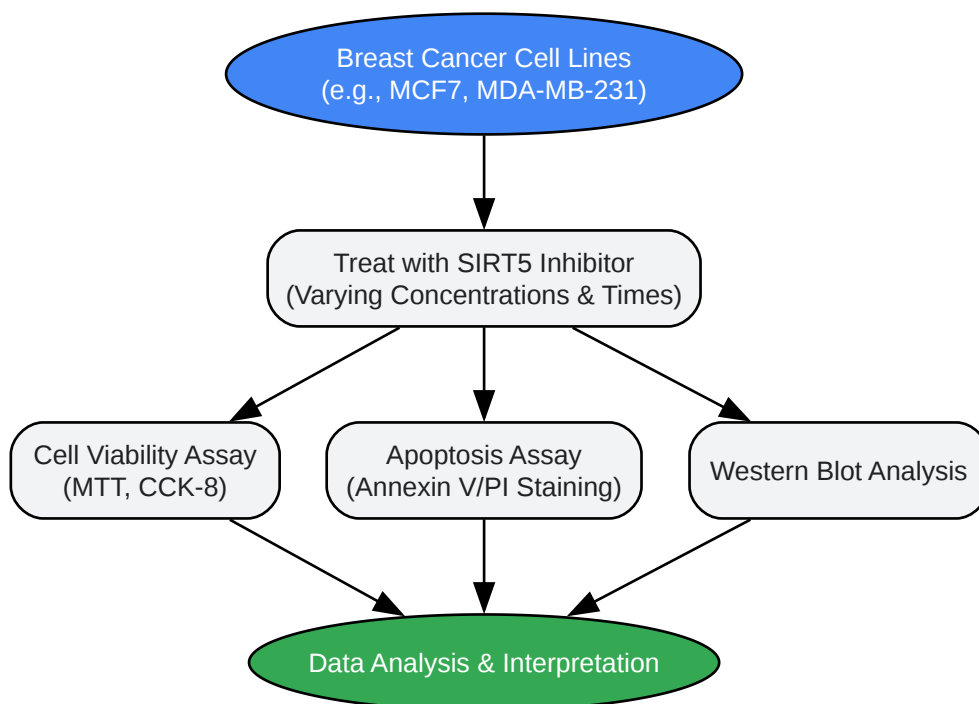 Breast Cancer Cell Lines
(e.g., MCF7, MDA-MB-231)
Treat with SIRT5 Inhibitor
(Varying Concentrations & Times)
Cell Viability Assay
(MTT, CCK-8)
Apoptosis Assay
(Annexin V/PI Staining)
Western Blot Analysis
Data Analysis & Interpretation